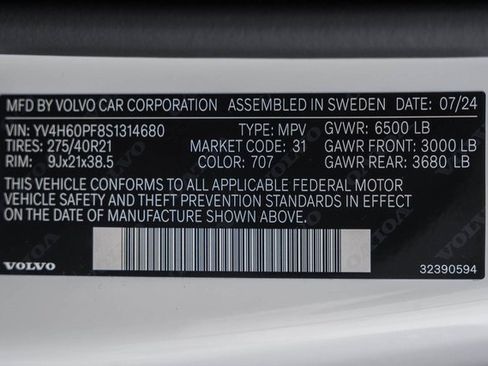 MFD BY VOLVO CAR CORPORATION ASSEMBLED IN SWEDEN DATE: 07/24
VIN: YV4H60PF8S1314680 TYPE: MPV GVWR: 6500 LB
TIRES: 275/40R21 MARKET CODE: 31 GAWR FRONT: 3000 LB
RIM: 9Jx21x38.5 COLOR: 707 GAWR REAR: 3680 LB
THIS VEHICLE CONFORMS TO ALL APPLICABLE FEDERAL MOTOR
VEHICLE SAFETY AND THEFT PREVENTION STANDARDS IN EFFECT
ON THE DATE OF MANUFACTURE SHOWN ABOVE.
VOLVO 32390594